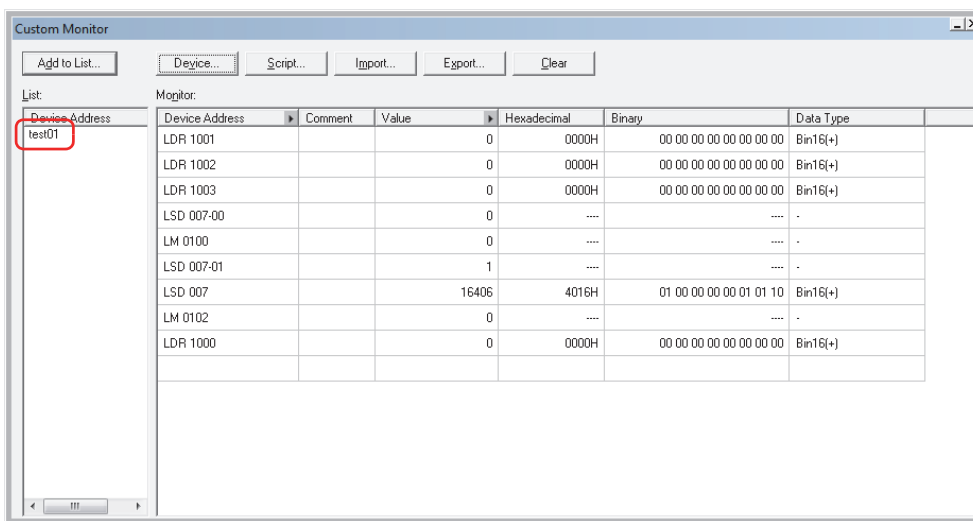 Custom Monitor
Add to List... Device... Script... Import... Export... Clear
List: Monitor:
Device Address Device Address Comment Value Hexadecimal Binary Data Type
test01
LDR 1001 0 0000H 00 00 00 00 00 00 00 00 Bin16(+)
LDR 1002 0 0000H 00 00 00 00 00 00 00 00 Bin16(+)
LDR 1003 0 0000H 00 00 00 00 00 00 00 00 Bin16(+)
LSD 007-00 0 ---- ---- -
LM 0100 0 ---- ---- -
LSD 007-01 1 ---- ---- -
LSD 007 16406 4016H 01 00 00 00 00 01 01 10 Bin16(+)
LM 0102 0 ---- ---- -
LDR 1000 0 0000H 00 00 00 00 00 00 00 00 Bin16(+)